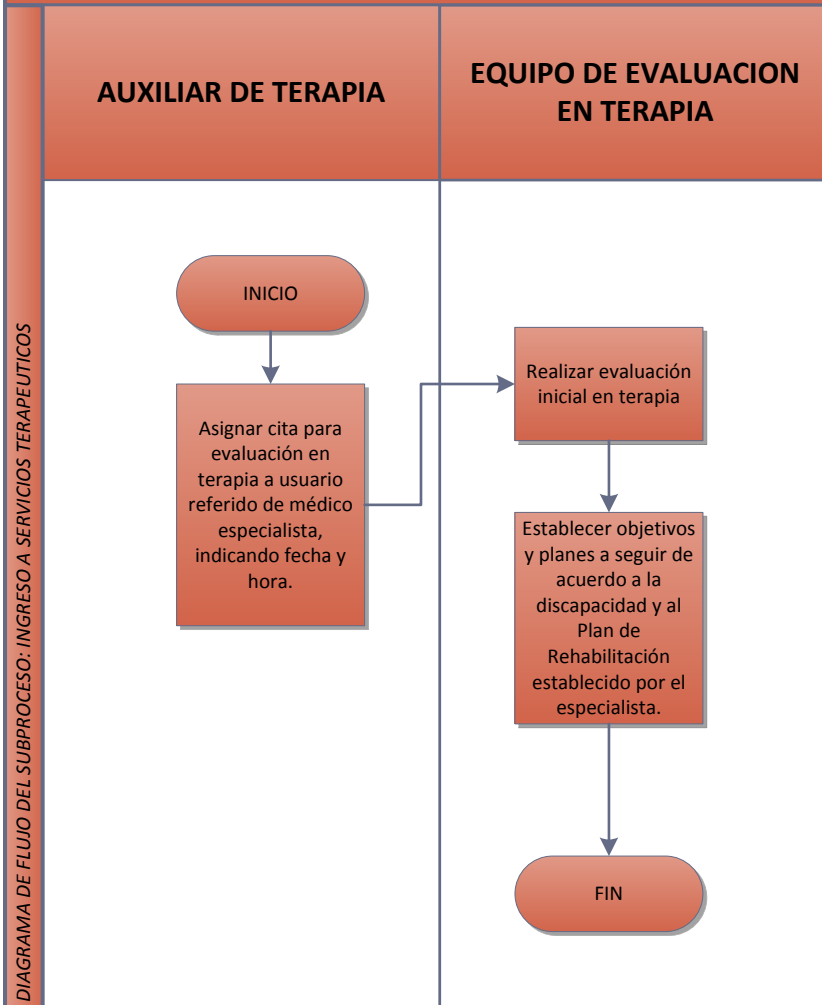 DIAGRAMA DE FLUJO DEL SUBPROCESO: INGRESO A SERVICIOS TERAPEUTICOS
AUXILIAR DE TERAPIA
EQUIPO DE EVALUACION
EN TERAPIA
INICIO
Asignar cita para
evaluación en
terapia a usuario
referido de médico
especialista,
indicando fecha y
hora.
Realizar evaluación
inicial en terapia
Establecer objetivos
y planes a seguir de
acuerdo a la
discapacidad y al
Plan de
Rehabilitación
establecido por el
especialista.
FIN